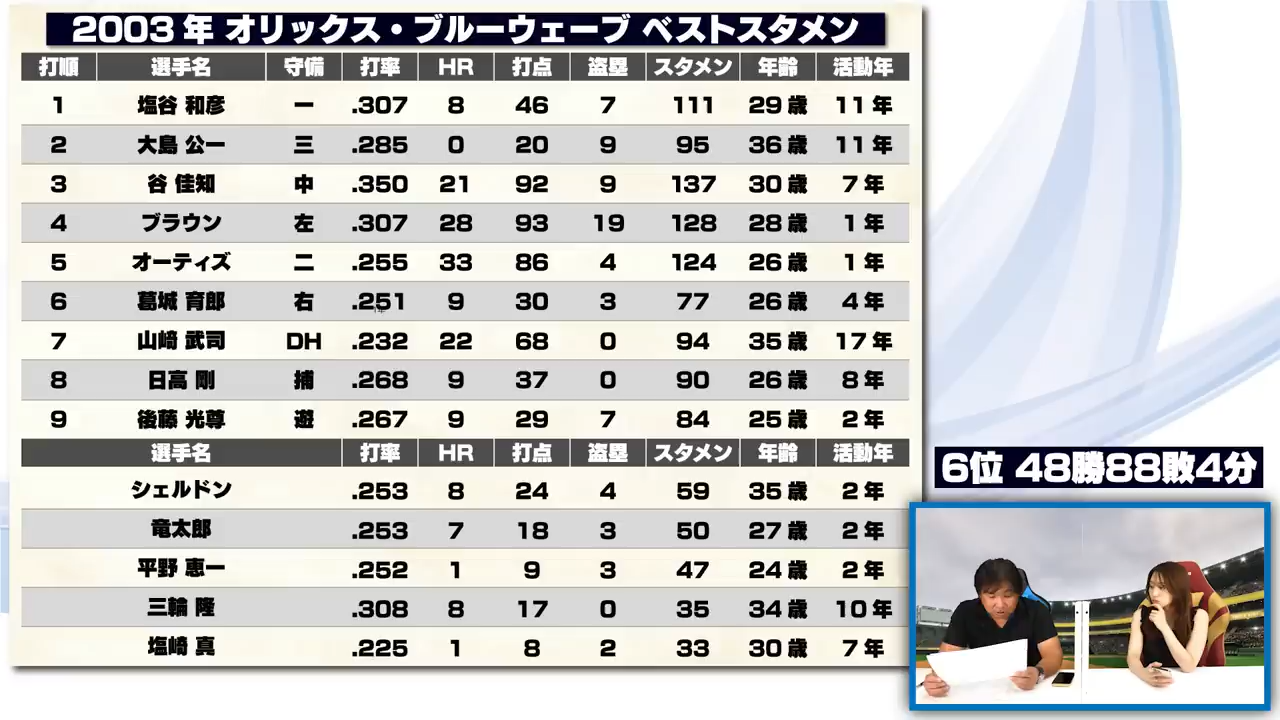 2003年 オリックス・ブルーウェーブ ベストスタメン
打順 選手名 守備 打率 HR 打点 盗塁 スタメン 年齢 活動年
1 塩谷 和彦 一 .307 8 46 7 111 29歳 11年
2 大島 公一 三 .285 0 20 9 95 36歳 11年
3 谷 佳知 中 .350 21 92 9 137 30歳 7年
4 ブラウン 左 .307 28 93 19 128 28歳 1年
5 オーティズ 二 .255 33 86 4 124 26歳 1年
6 葛城 育郎 右 .251 9 30 3 77 26歳 4年
7 山﨑 武司 DH .232 22 68 0 94 35歳 17年
8 日高 剛 捕 .268 9 37 0 90 26歳 8年
9 後藤 光尊 遊 .267 9 29 7 84 25歳 2年
選手名 打率 HR 打点 盗塁 スタメン 年齢 活動年
シェルドン .253 8 24 4 59 35歳 2年
竜太郎 .253 7 18 3 50 27歳 2年
平野 恵一 .252 1 9 3 47 24歳 2年
三輪 隆 .308 8 17 0 35 34歳 10年
塩崎 真 .225 1 8 2 33 30歳 7年
6位 48勝88敗4分